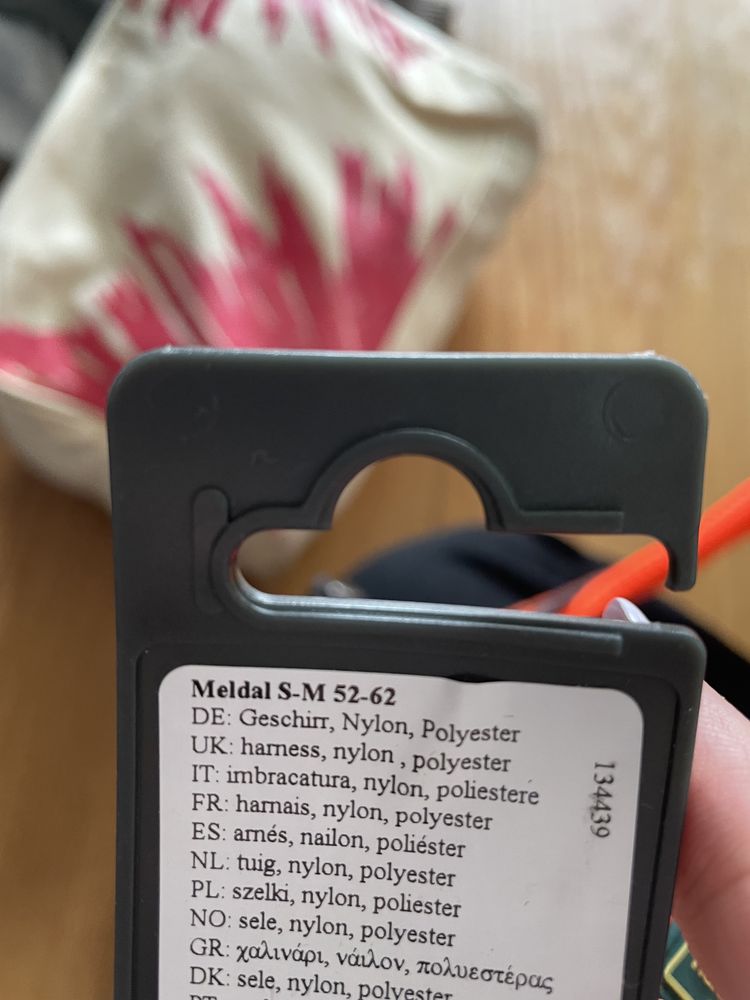 Meldal S-M 52-62
DE: Geschirr, Nylon, Polyester
UK: harness, nylon , polyester
IT: imbracatura, nylon, poliestere
FR: harnais, nylon, polyester
ES: arnés, nailon, poliéster
NL: tuig, nylon, polyester
PL: szelki, nylon, poliester
NO: sele, nylon, polyester
GR: χαλινάρι, νάιλον, πολυεστέρας
DK: sele, nylon, polyester
134439